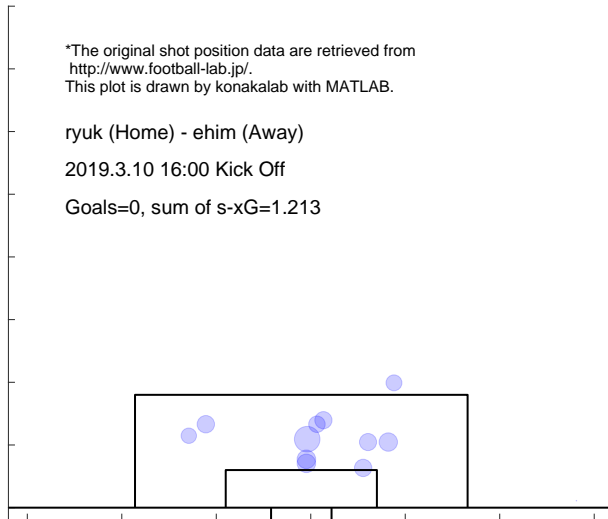 *The original shot position data are retrieved from
http://www.football-lab.jp/.
This plot is drawn by konakalab with MATLAB.
ryuk (Home) - ehim (Away)
2019.3.10 16:00 Kick Off
Goals=0, sum of s-xG=1.213